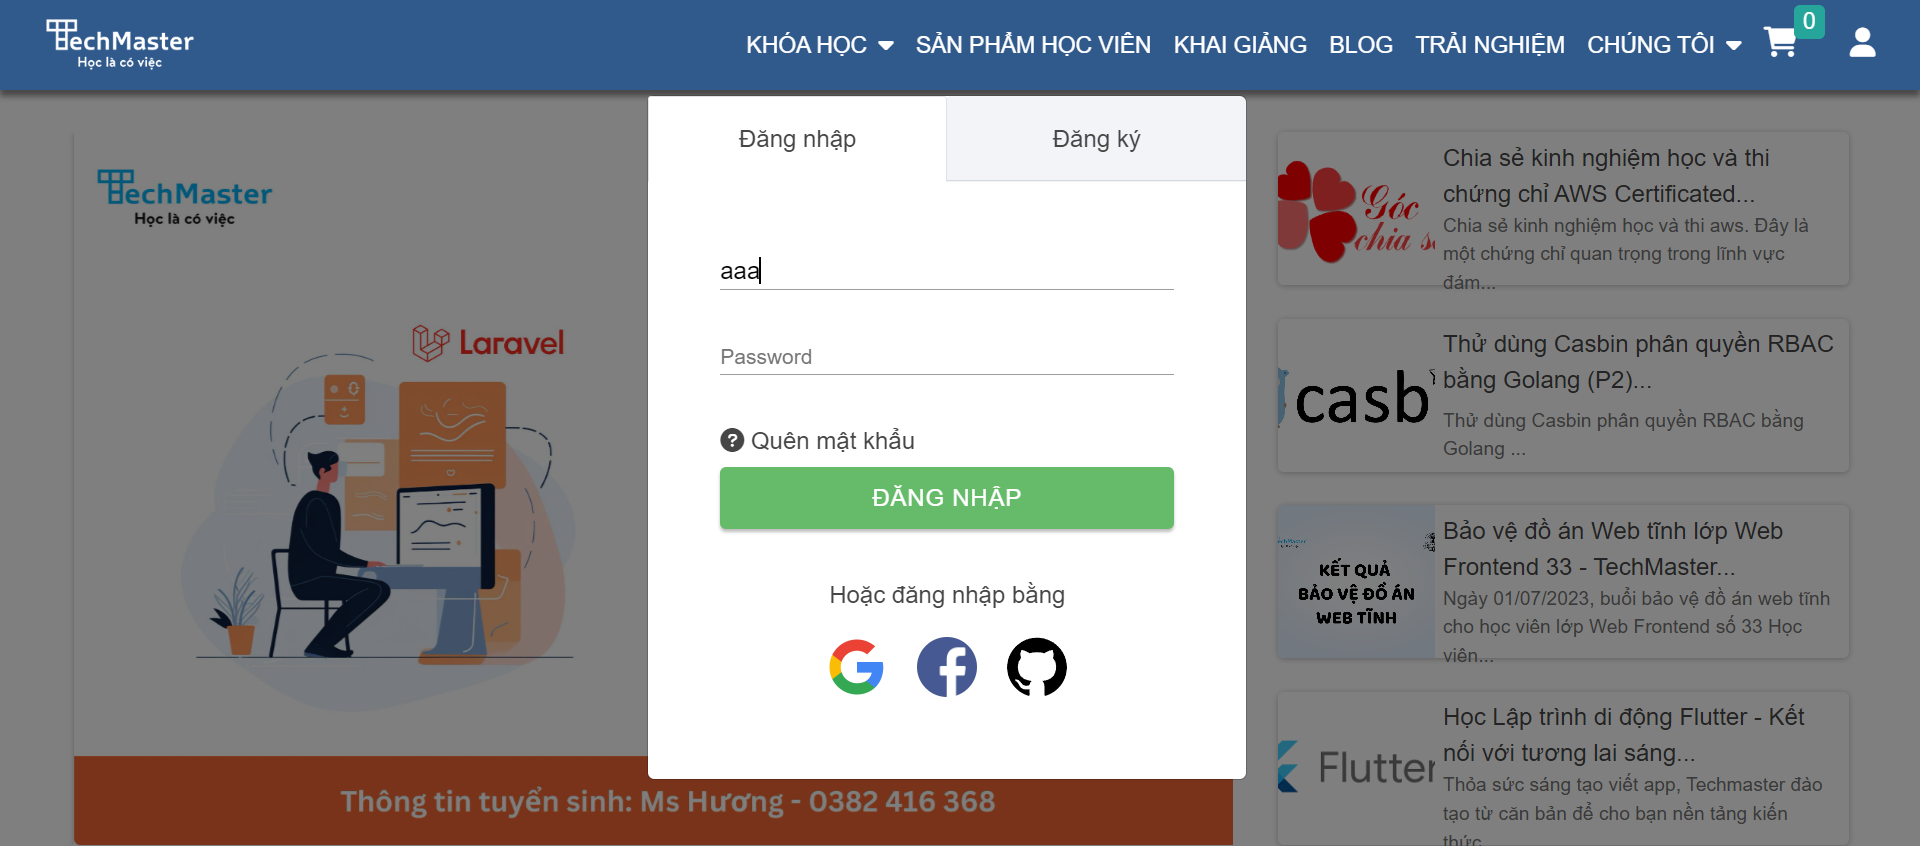 TechMaster
Học là có việc
KHÓA HỌC
SẢN PHẨM HỌC VIÊN
KHAI GIẢNG
BLOG
TRẢI NGHIỆM
CHÚNG TÔI
0
TechMaster
Học là có việc
Laravel
Thông tin tuyển sinh: Ms Hương - 0382 416 368
Đăng nhập
Đăng ký
aaa
Password
? Quên mật khẩu
ĐĂNG NHẬP
Hoặc đăng nhập bằng
Góc
chia s
Chia sẻ kinh nghiệm học và thi
chứng chỉ AWS Certificated...
Chia sẻ kinh nghiệm học và thi aws. Đây là
một chứng chỉ quan trọng trong lĩnh vực
đám...
casb
Thử dùng Casbin phân quyền RBAC
bằng Golang (P2)...
Thử dùng Casbin phân quyền RBAC bằng
Golang ...
KẾT QUẢ
BẢO VỆ ĐỒ ÁN
WEB TĨNH
Bảo vệ đồ án Web tĩnh lớp Web
Frontend 33 - TechMaster...
Ngày 01/07/2023, buổi bảo vệ đồ án web tĩnh
cho học viên lớp Web Frontend số 33 Học
viên...
Flutter
Học Lập trình di động Flutter - Kết
nối với tương lai sáng...
Thỏa sức sáng tạo viết app, Techmaster đào
tạo từ căn bản để cho bạn nền tảng kiến
thức